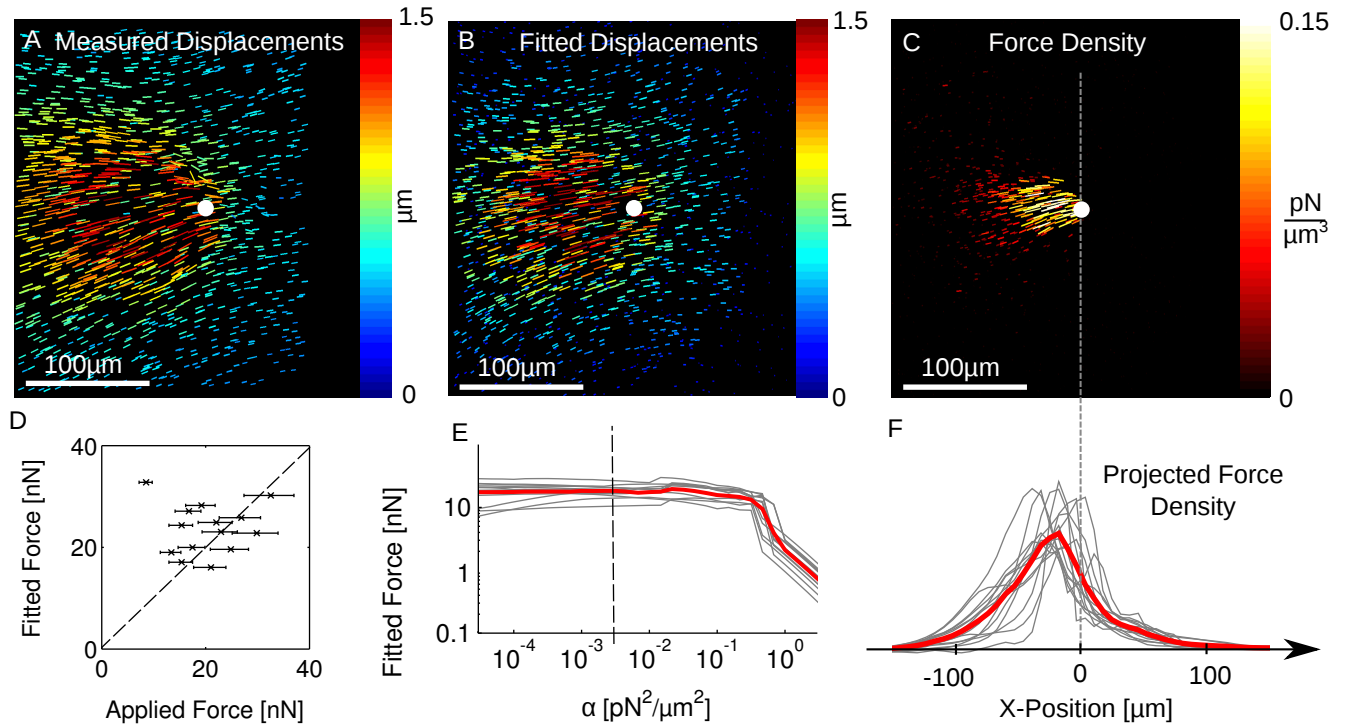 A Measured Displacements
1.5
µm
0
100µm
B Fitted Displacements
1.5
µm
0
100µm
C Force Density
0.15
pN
µm³
0
100µm
D
Fitted Force [nN]
40
20
0
0 20 40
Applied Force [nN]
E
Fitted Force [nN]
10
1
0.1
10⁻⁴ 10⁻³ 10⁻² 10⁻¹ 10⁰
α [pN²/µm²]
F
Projected Force
Density
-100 0 100
X-Position [µm]